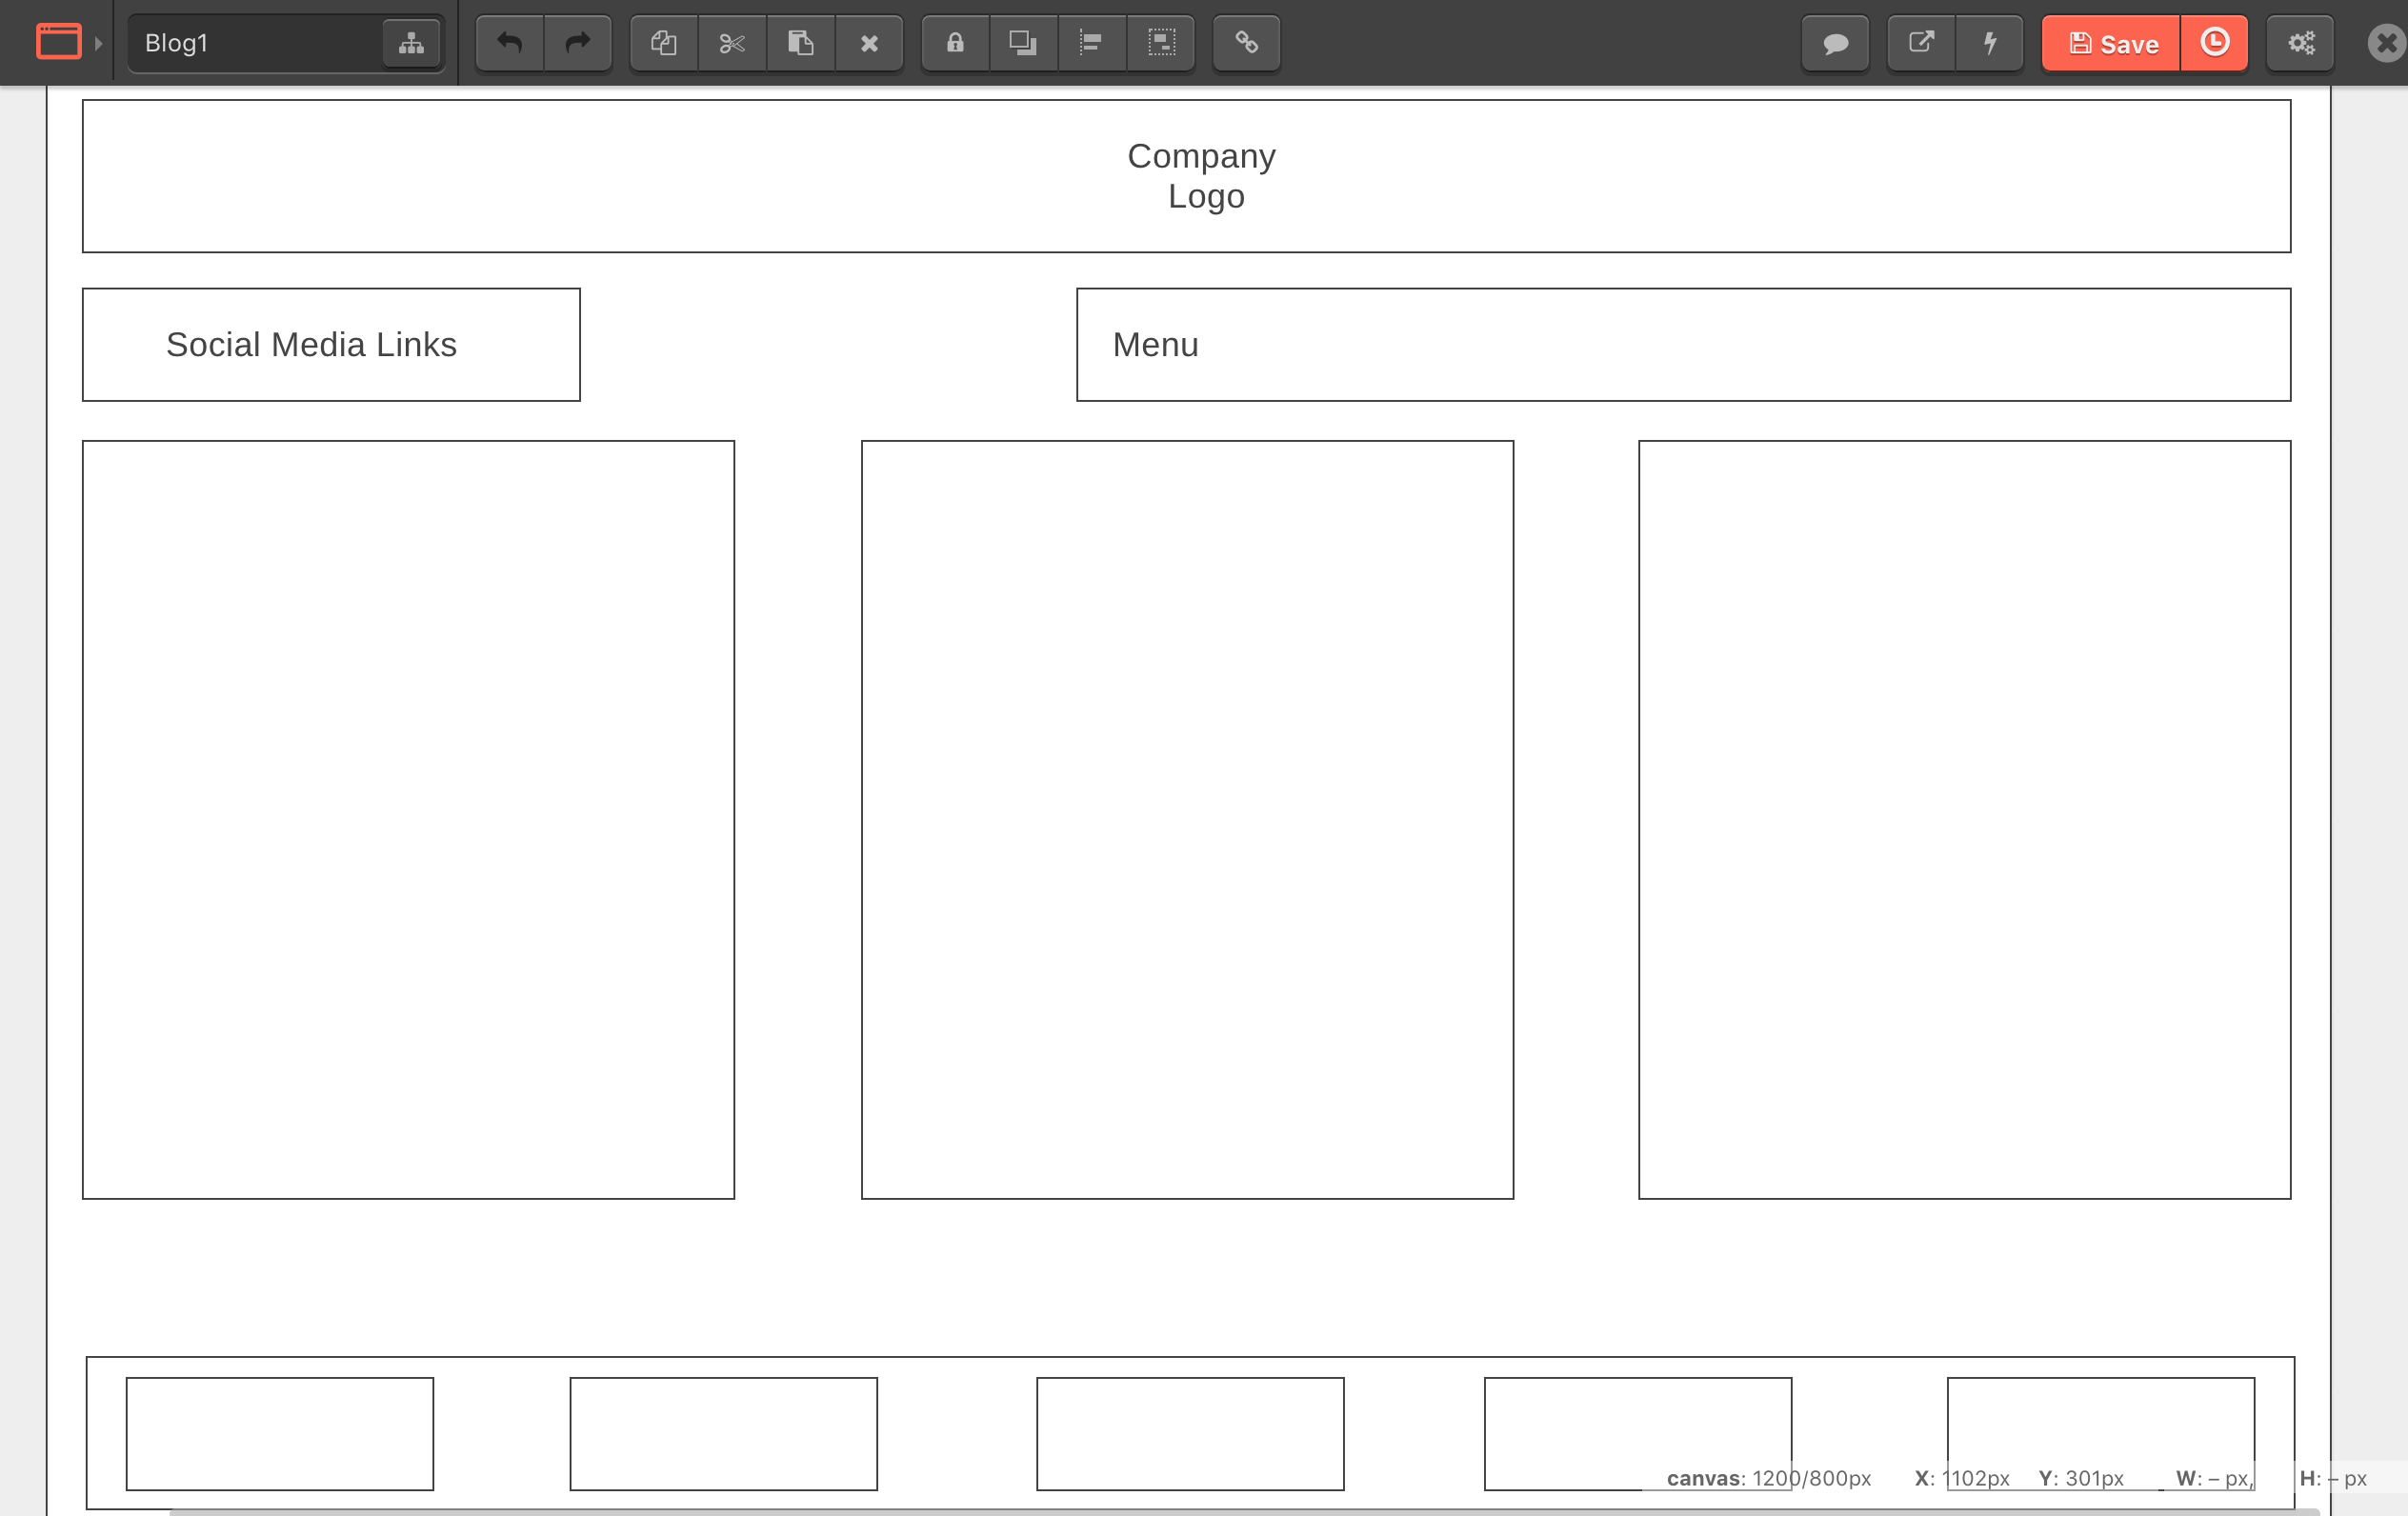 Blog1
Save
Company
Logo
Social Media Links
Menu
canvas: 1200/800px X: 1102px Y: 301px W: – px, H: – px